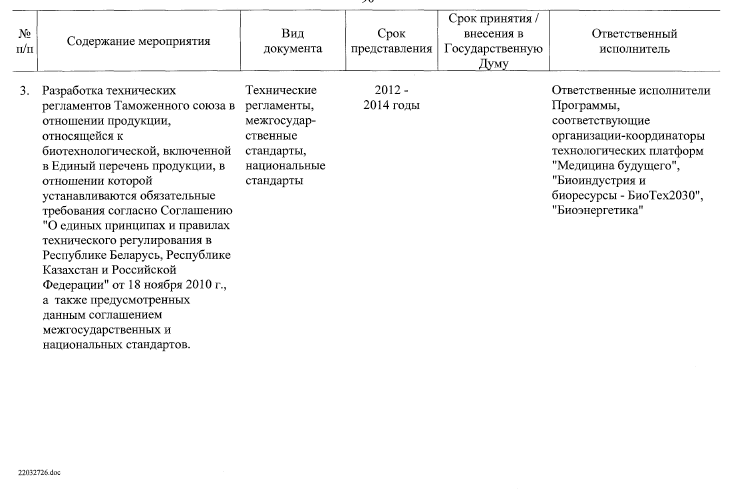 № п/п
Содержание мероприятия
Вид документа
Срок представления
Срок принятия / внесения в Государственную Думу
Ответственный исполнитель
3.
Разработка технических
регламентов Таможенного союза в
отношении продукции,
относящейся к
биотехнологической, включенной
в Единый перечень продукции, в
отношении которой
устанавливаются обязательные
требования согласно Соглашению
"О единых принципах и правилах
технического регулирования в
Республике Беларусь, Республике
Казахстан и Российской
Федерации" от 18 ноября 2010 г.,
а также предусмотренных
данным соглашением
межгосударственных и
национальных стандартов.
Технические
регламенты,
межгосудар-
ственные
стандарты,
национальные
стандарты
2012 -
2014 годы
Ответственные исполнители
Программы,
соответствующие
организации-координаторы
технологических платформ
"Медицина будущего",
"Биоиндустрия и
биоресурсы - БиоТех2030",
"Биоэнергетика"
22032726.doc